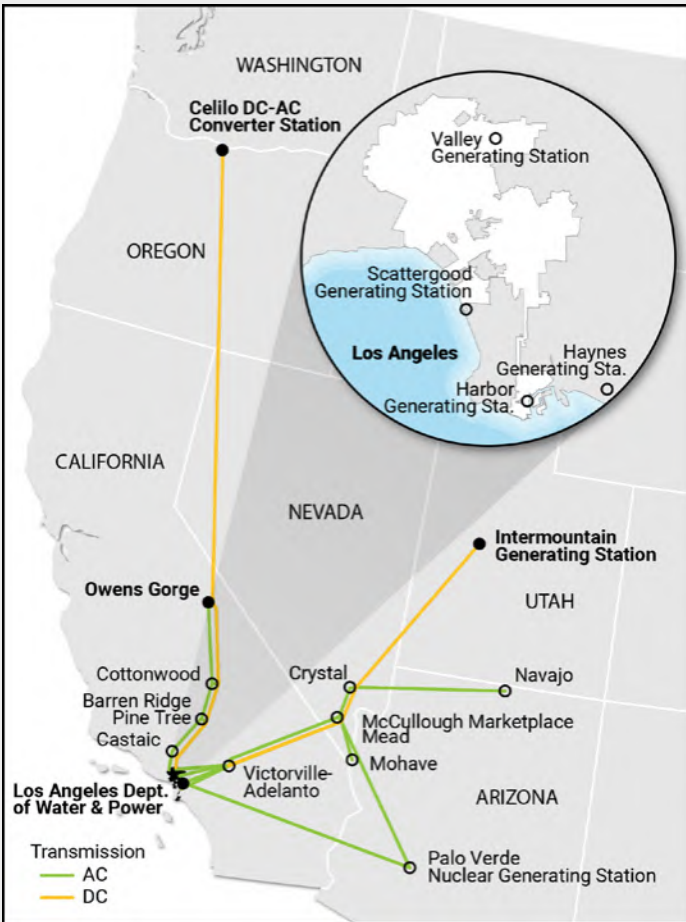 WASHINGTON
Celilo DC-AC
Converter Station
Valley
Generating Station
OREGON
Scattergood
Generating Station
Los Angeles
Haynes
Generating Sta.
Harbor
Generating Sta.
CALIFORNIA
NEVADA
Intermountain
Generating Station
Owens Gorge
UTAH
Cottonwood
Crystal
Navajo
Barren Ridge
Pine Tree
McCullough Marketplace
Mead
Castaic
Mohave
Victorville-
Adelanto
Los Angeles Dept.
of Water & Power
ARIZONA
Transmission
AC
DC
Palo Verde
Nuclear Generating Station